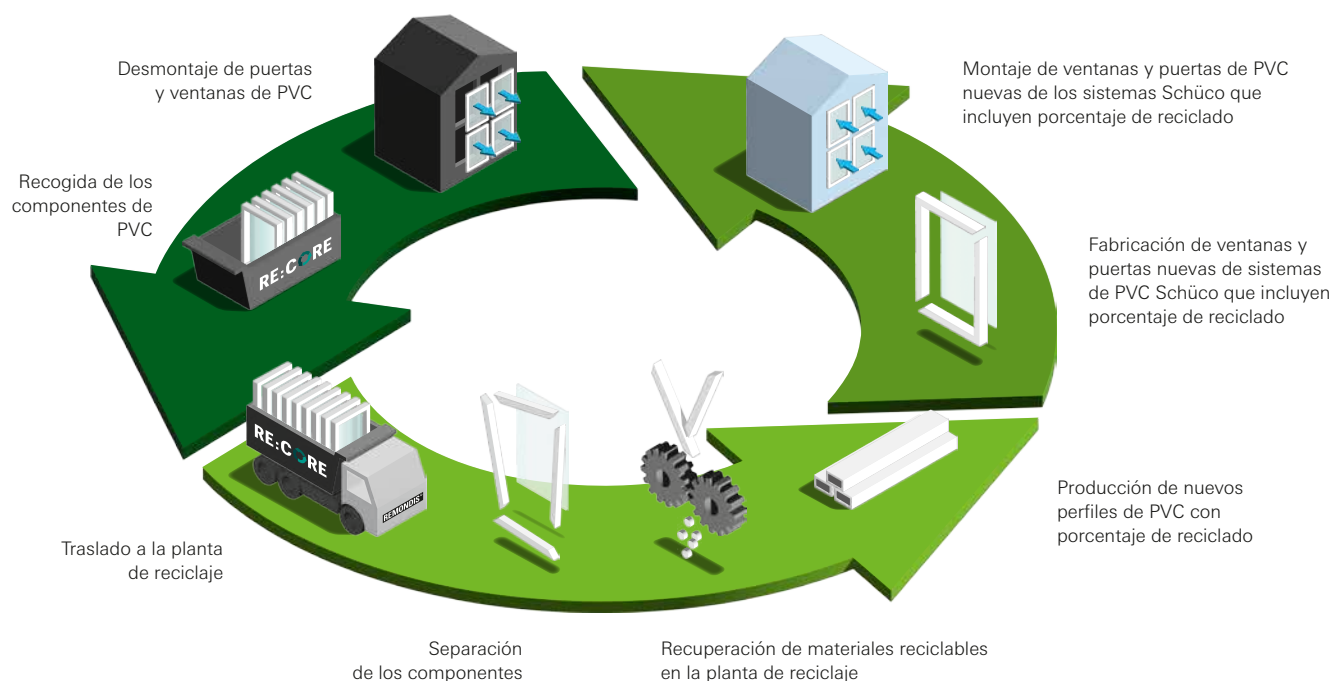 Desmontaje de puertas
y ventanas de PVC
Montaje de ventanas y puertas de PVC
nuevas de los sistemas Schüco que
incluyen porcentaje de reciclado
Recogida de los
componentes de
PVC
RE:CORE
Fabricación de ventanas y
puertas nuevas de sistemas
de PVC Schüco que incluyen
porcentaje de reciclado
RE:CORE
REMONDIS
Traslado a la planta
de reciclaje
Producción de nuevos
perfiles de PVC con
porcentaje de reciclado
Separación
de los componentes
Recuperación de materiales reciclables
en la planta de reciclaje